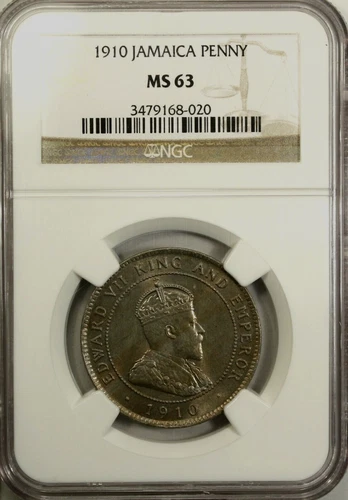 1910 JAMAICA PENNY
MS 63
3479168-020
NGC
EDWARD VII KING AND EMPEROR
1910